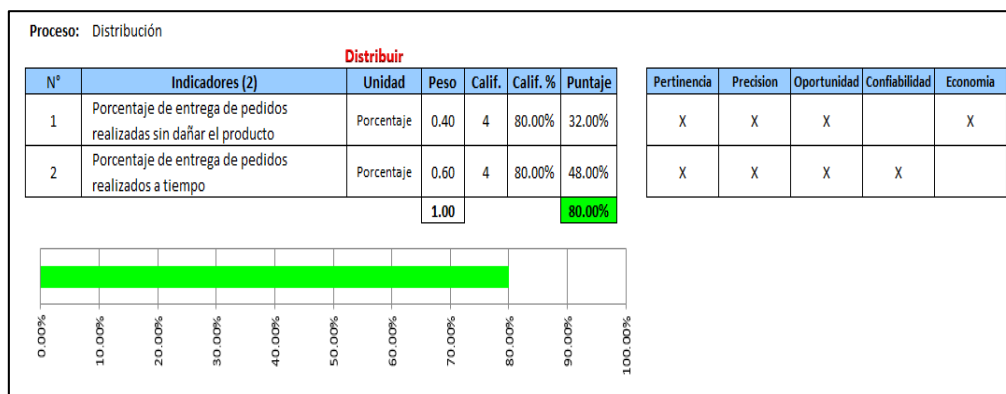 Proceso: Distribución
Distribuir
N° Indicadores (2) Unidad Peso Calif. Calif. % Puntaje Pertinencia Precision Oportunidad Confiabilidad Economia
1 Porcentaje de entrega de pedidos realizadas sin dañar el producto Porcentaje 0.40 4 80.00% 32.00% X X X X
2 Porcentaje de entrega de pedidos realizados a tiempo Porcentaje 0.60 4 80.00% 48.00% X X X X
1.00 80.00%
0.00% 10.00% 20.00% 30.00% 40.00% 50.00% 60.00% 70.00% 80.00% 90.00% 100.00%